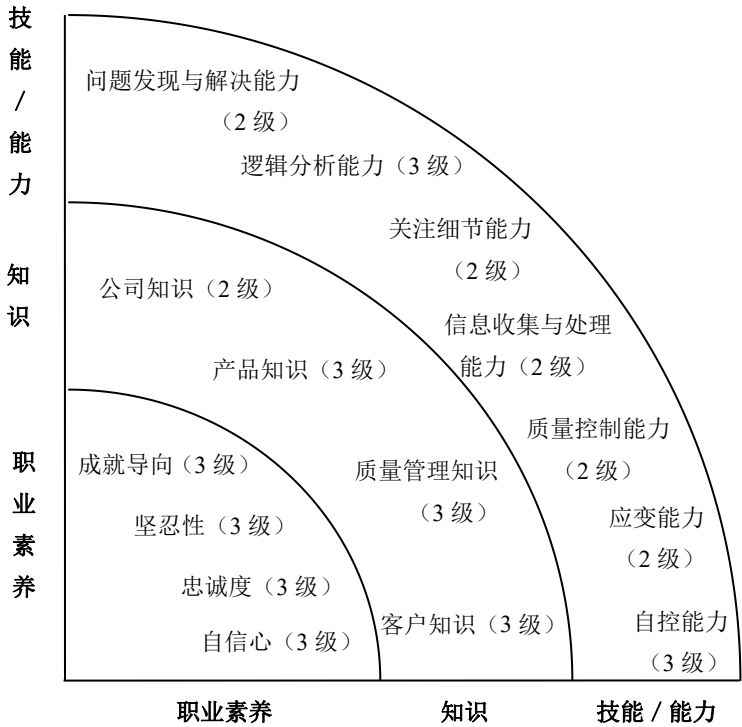 技能/能力
问题发现与解决能力
（2 级）
逻辑分析能力（3 级）
关注细节能力
（2 级）
信息收集与处理
能力（2 级）
质量控制能力
（2 级）
应变能力
（2 级）
自控能力
（3 级）
知识
公司知识（2 级）
产品知识（3 级）
质量管理知识
（3 级）
客户知识（3 级）
职业素养
成就导向（3 级）
坚忍性（3 级）
忠诚度（3 级）
自信心（3 级）
职业素养
知识
技能/能力